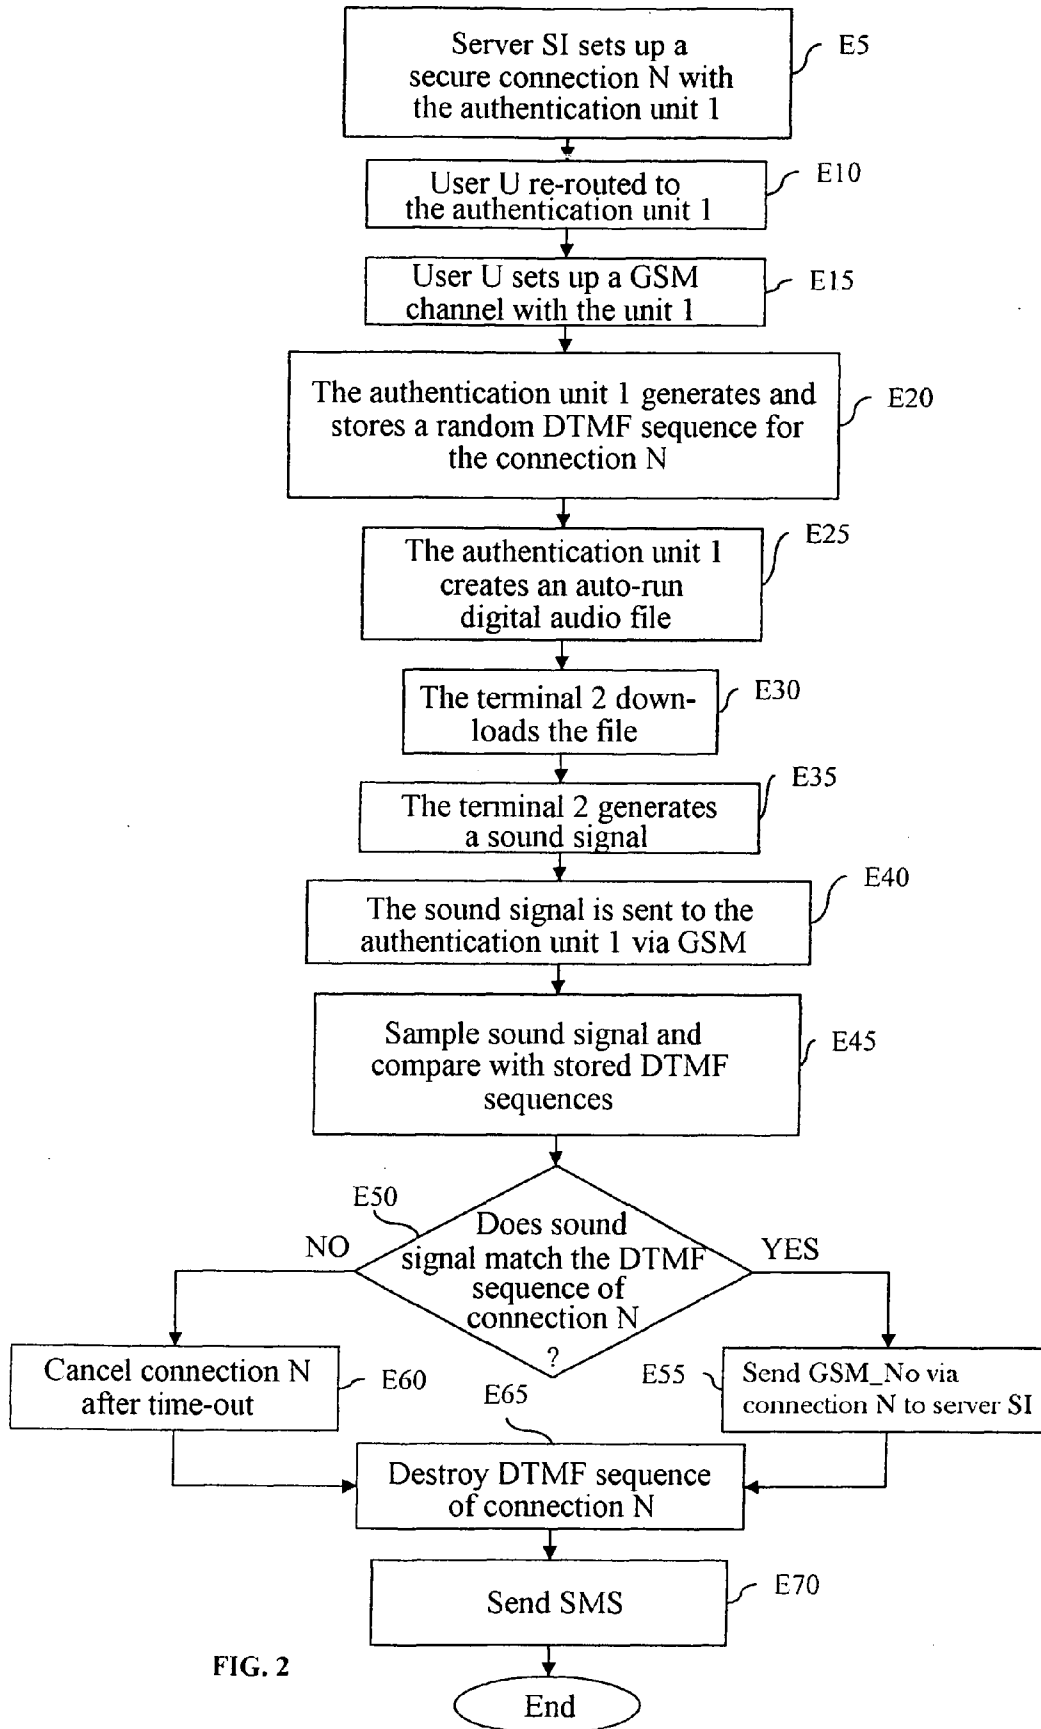 Server SI sets up a
secure connection N with
the authentication unit 1
E5
User U re-routed to
the authentication unit 1
E10
User U sets up a GSM
channel with the unit 1
E15
The authentication unit 1 generates and
stores a random DTMF sequence for
the connection N
E20
The authentication unit 1
creates an auto-run
digital audio file
E25
The terminal 2 down-
loads the file
E30
The terminal 2 generates
a sound signal
E35
The sound signal is sent to the
authentication unit 1 via GSM
E40
Sample sound signal and
compare with stored DTMF
sequences
E45
E50
Does sound
signal match the DTMF
sequence of
connection N
?
NO
YES
Cancel connection N
after time-out
E60
E55
Send GSM_No via
connection N to server SI
E65
Destroy DTMF sequence
of connection N
Send SMS
E70
FIG. 2
End